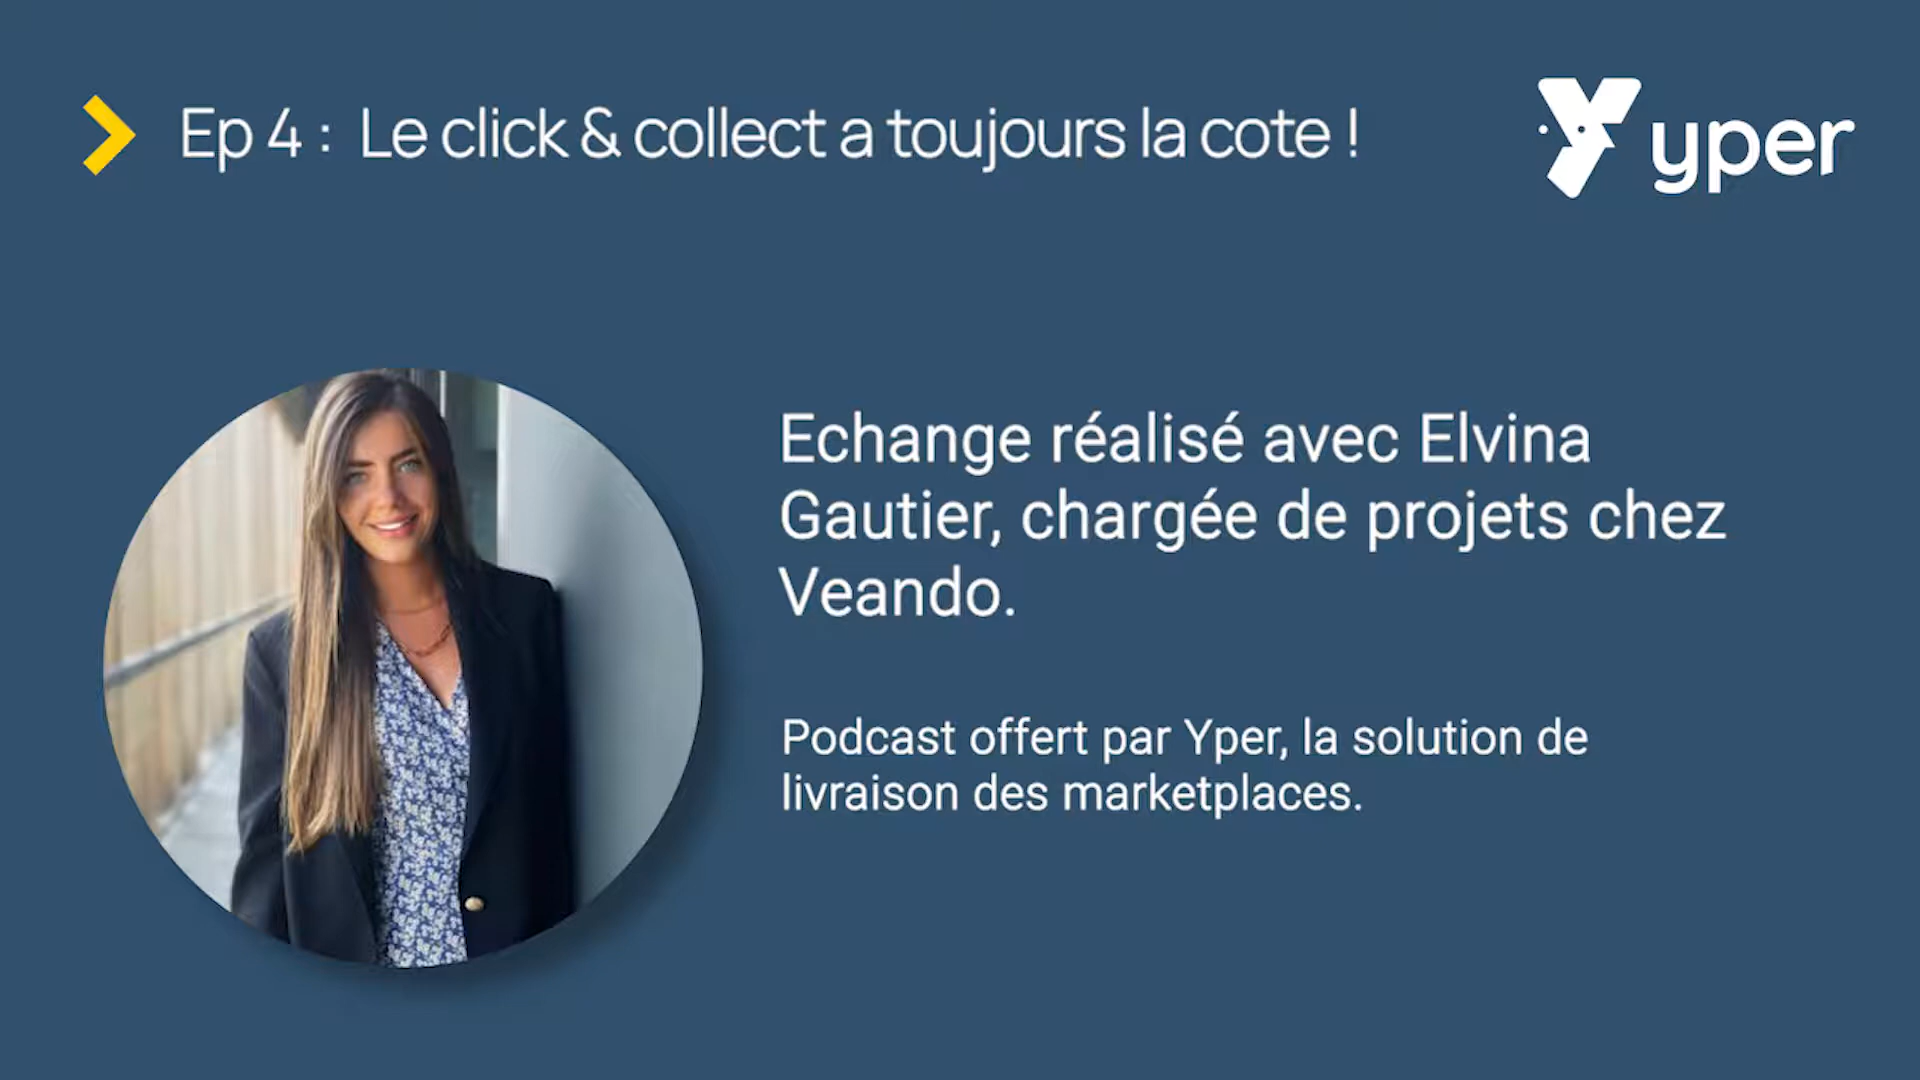 Ep 4 : Le click & collect a toujours la cote !
yper
Echange réalisé avec Elvina
Gautier, chargée de projets chez
Veando.
Podcast offert par Yper, la solution de
livraison des marketplaces.